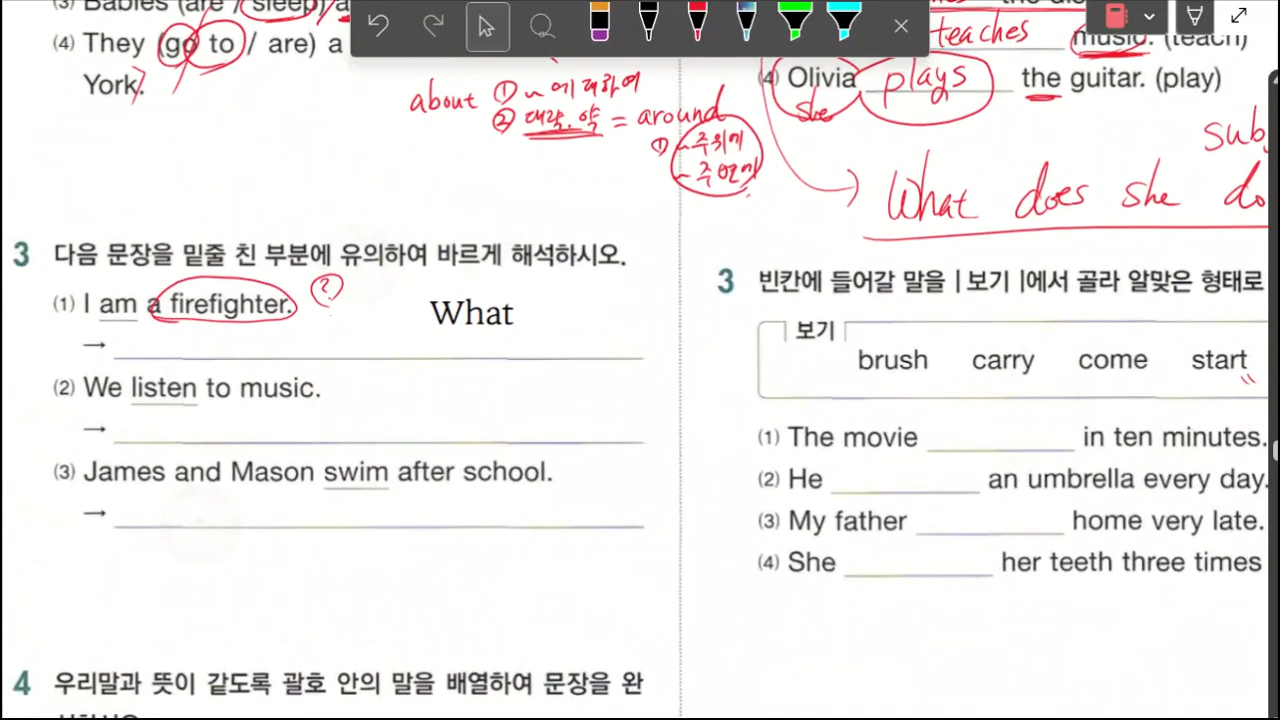 (3) Babies (are / sleep) a
(4) They (go to / are) a
York.
about ① ~에 대하여
② 대략. 약 = around
① ~주위에
~주변에
3 다음 문장을 밑줄 친 부분에 유의하여 바르게 해석하시오.
(1) I am a firefighter. ?
What
→
(2) We listen to music.
→
(3) James and Mason swim after school.
→
4 우리말과 뜻이 같도록 괄호 안의 말을 배열하여 문장을 완
teaches music. (teach)
(4) Olivia plays the guitar. (play)
she
sub
What does she do
3 빈칸에 들어갈 말을 | 보기 |에서 골라 알맞은 형태로
보기
brush carry come start
(1) The movie in ten minutes.
(2) He an umbrella every day.
(3) My father home very late.
(4) She her teeth three times